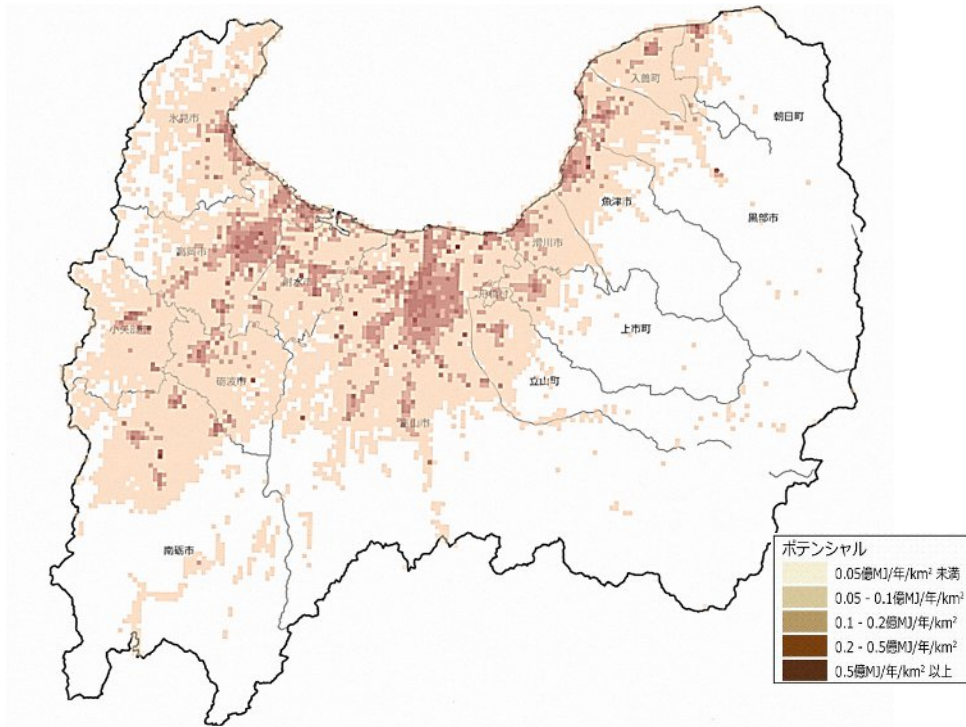 入善町
朝日町
氷見市
魚津市
黒部市
高岡市
滑川市
射水市
舟橋村
上市町
小矢部市
砺波市
立山町
富山市
南砺市
ポテンシャル
0.05億MJ/年/km² 未満
0.05 - 0.1億MJ/年/km²
0.1 - 0.2億MJ/年/km²
0.2 - 0.5億MJ/年/km²
0.5億MJ/年/km² 以上